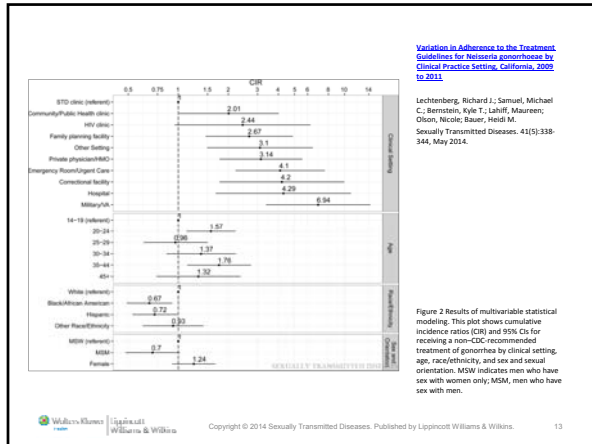 Variation in Adherence to the Treatment
Guidelines for Neisseria gonorrhoeae by
Clinical Practice Setting, California, 2009
to 2011
Lechtenberg, Richard J.; Samuel, Michael
C.; Bernstein, Kyle T.; Lahiff, Maureen;
Olson, Nicole; Bauer, Heidi M.
Sexually Transmitted Diseases. 41(5):338-
344, May 2014.
CIR
0.5 0.75 1 1.5 2 3 4 5 6 8 10 14
STD clinic (referent) 1
Community/Public Health clinic 2.01
HIV clinic 2.44
Family planning facility 2.67
Other Setting 3.1
Private physician/HMO 3.14
Emergency Room/Urgent Care 4.1
Correctional facility 4.2
Hospital 4.29
Military/VA 6.94
Clinical Setting
14–19 (referent) 1
20–24 1.57
25–29 0.96
30–34 1.37
35–44 1.76
45+ 1.32
Age
White (referent) 1
Black/African American 0.67
Hispanic 0.72
Other Race/Ethnicity 0.93
Race/Ethnicity
MSW (referent) 1
MSM 0.7
Female 1.24
Sex and
Orientation
Figure 2 Results of multivariable statistical
modeling. This plot shows cumulative
incidence ratios (CIR) and 95% CIs for
receiving a non–CDC-recommended
treatment of gonorrhea by clinical setting,
age, race/ethnicity, and sex and sexual
orientation. MSW indicates men who have
sex with women only; MSM, men who have
sex with men.
Wolters Kluwer Lippincott
Williams & Wilkins
Copyright © 2014 Sexually Transmitted Diseases. Published by Lippincott Williams & Wilkins. 13